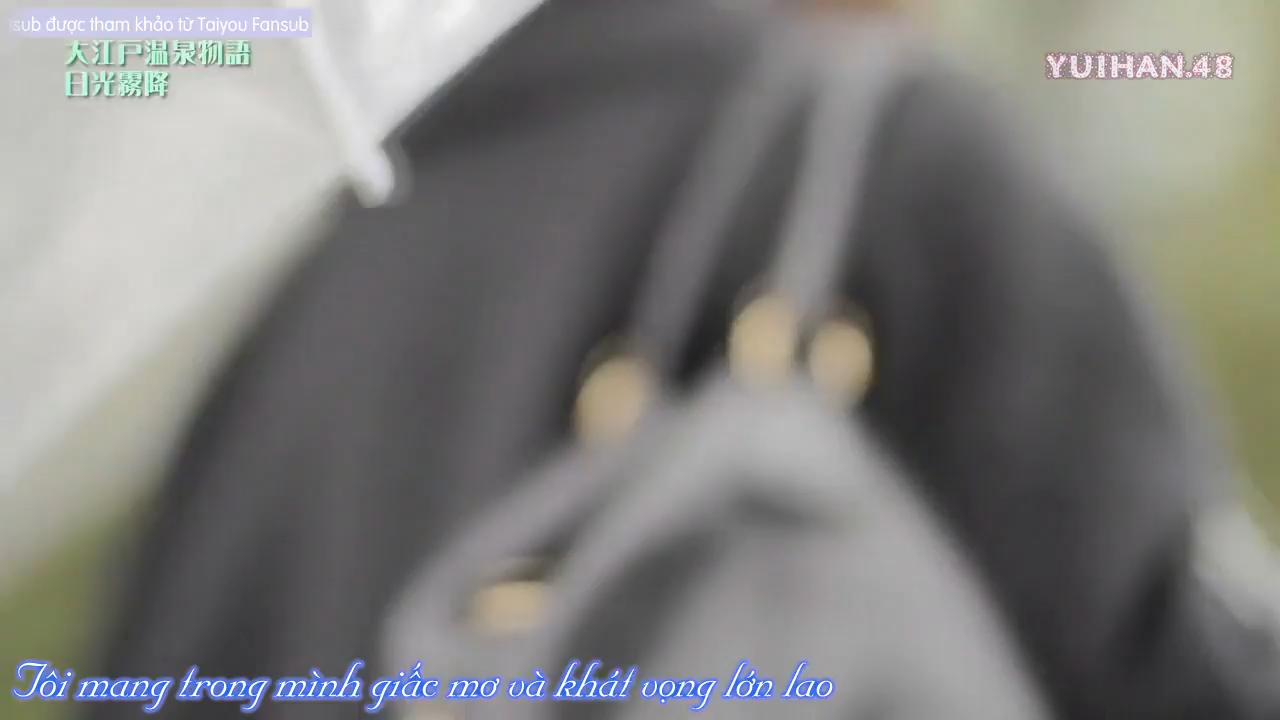 sub được tham khảo từ Taiyou Fansub
大江戸温泉物語
日光霧降
YUIHAN.48
Tôi mang trong mình giấc mơ và khát vọng lớn lao